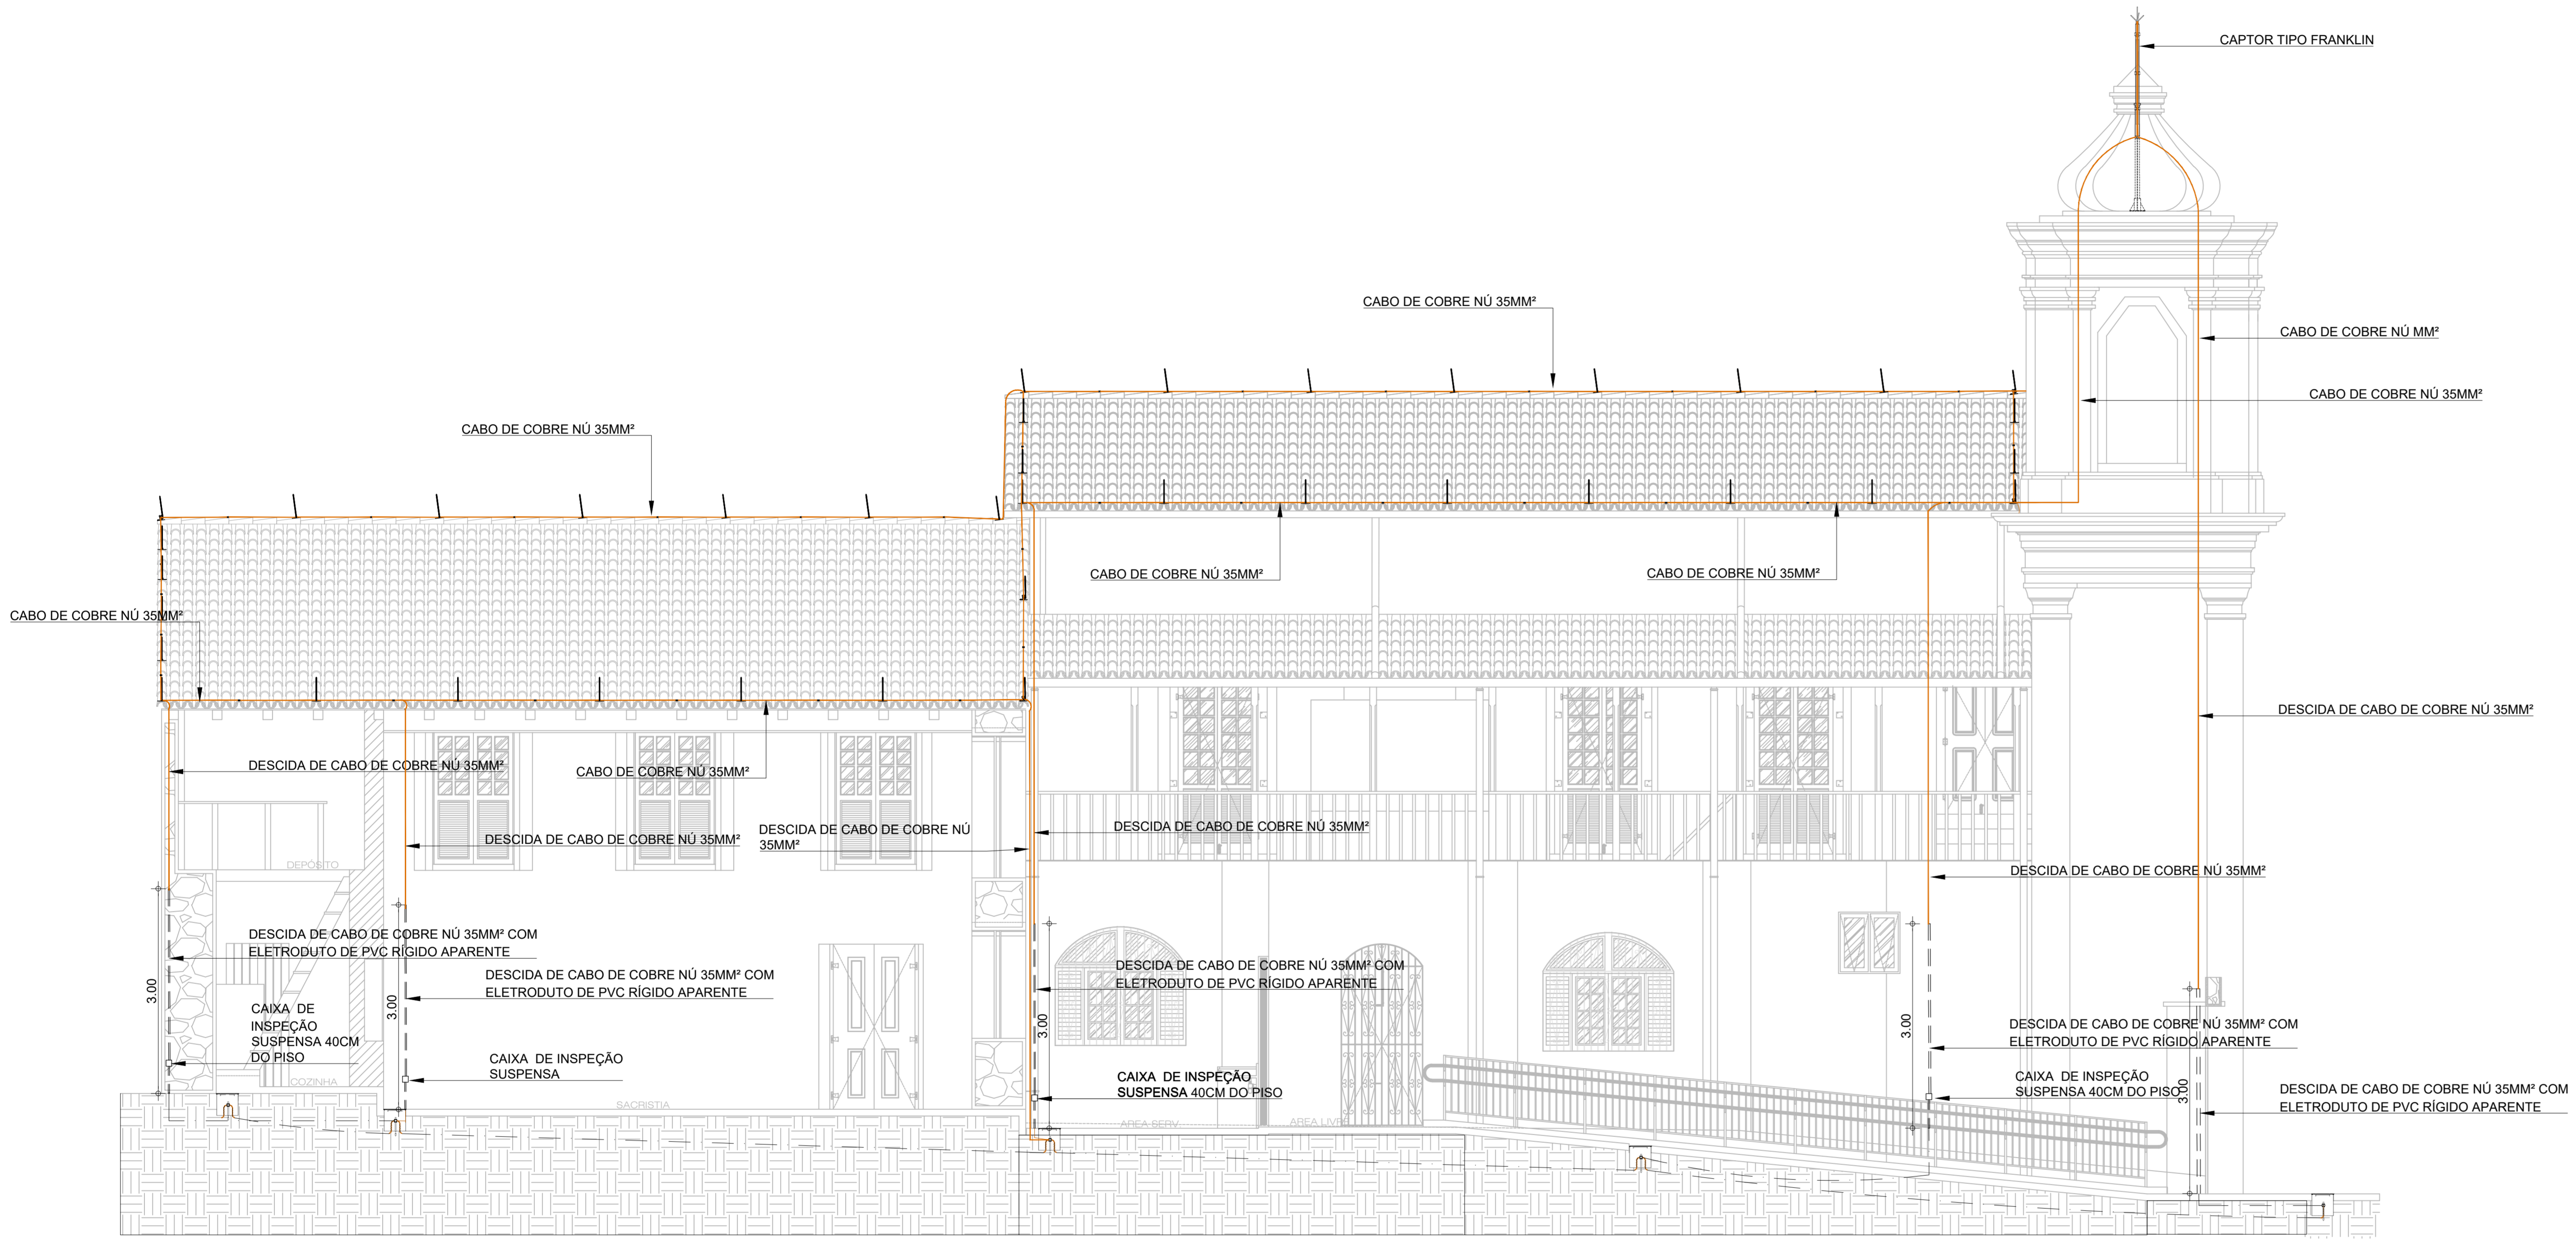 CAPTOR TIPO FRANKLIN
CABO DE COBRE NÚ 35MM²
CABO DE COBRE NÚ MM²
CABO DE COBRE NÚ 35MM²
CABO DE COBRE NÚ 35MM²
CABO DE COBRE NÚ 35MM²
CABO DE COBRE NÚ 35MM²
CABO DE COBRE NÚ 35MM²
DESCIDA DE CABO DE COBRE NÚ 35MM²
DESCIDA DE CABO DE COBRE NÚ 35MM²
CABO DE COBRE NÚ 35MM²
DESCIDA DE CABO DE COBRE NÚ 35MM²
DESCIDA DE CABO DE COBRE NÚ
35MM²
DESCIDA DE CABO DE COBRE NÚ 35MM²
DEPÓSITO
DESCIDA DE CABO DE COBRE NÚ 35MM²
DESCIDA DE CABO DE COBRE NÚ 35MM² COM
ELETRODUTO DE PVC RÍGIDO APARENTE
DESCIDA DE CABO DE COBRE NÚ 35MM² COM
ELETRODUTO DE PVC RÍGIDO APARENTE
DESCIDA DE CABO DE COBRE NÚ 35MM² COM
ELETRODUTO DE PVC RÍGIDO APARENTE
3.00
3.00
3.00
3.00
CAIXA DE
INSPEÇÃO
SUSPENSA 40CM
DO PISO
DESCIDA DE CABO DE COBRE NÚ 35MM² COM
ELETRODUTO DE PVC RÍGIDO APARENTE
CAIXA DE INSPEÇÃO
SUSPENSA
CAIXA DE INSPEÇÃO
SUSPENSA 40CM DO PISO
CAIXA DE INSPEÇÃO
SUSPENSA 40CM DO PISO
3.00
DESCIDA DE CABO DE COBRE NÚ 35MM² COM
ELETRODUTO DE PVC RÍGIDO APARENTE
COZINHA
SACRISTIA
AREA SERV.
AREA LIVRE